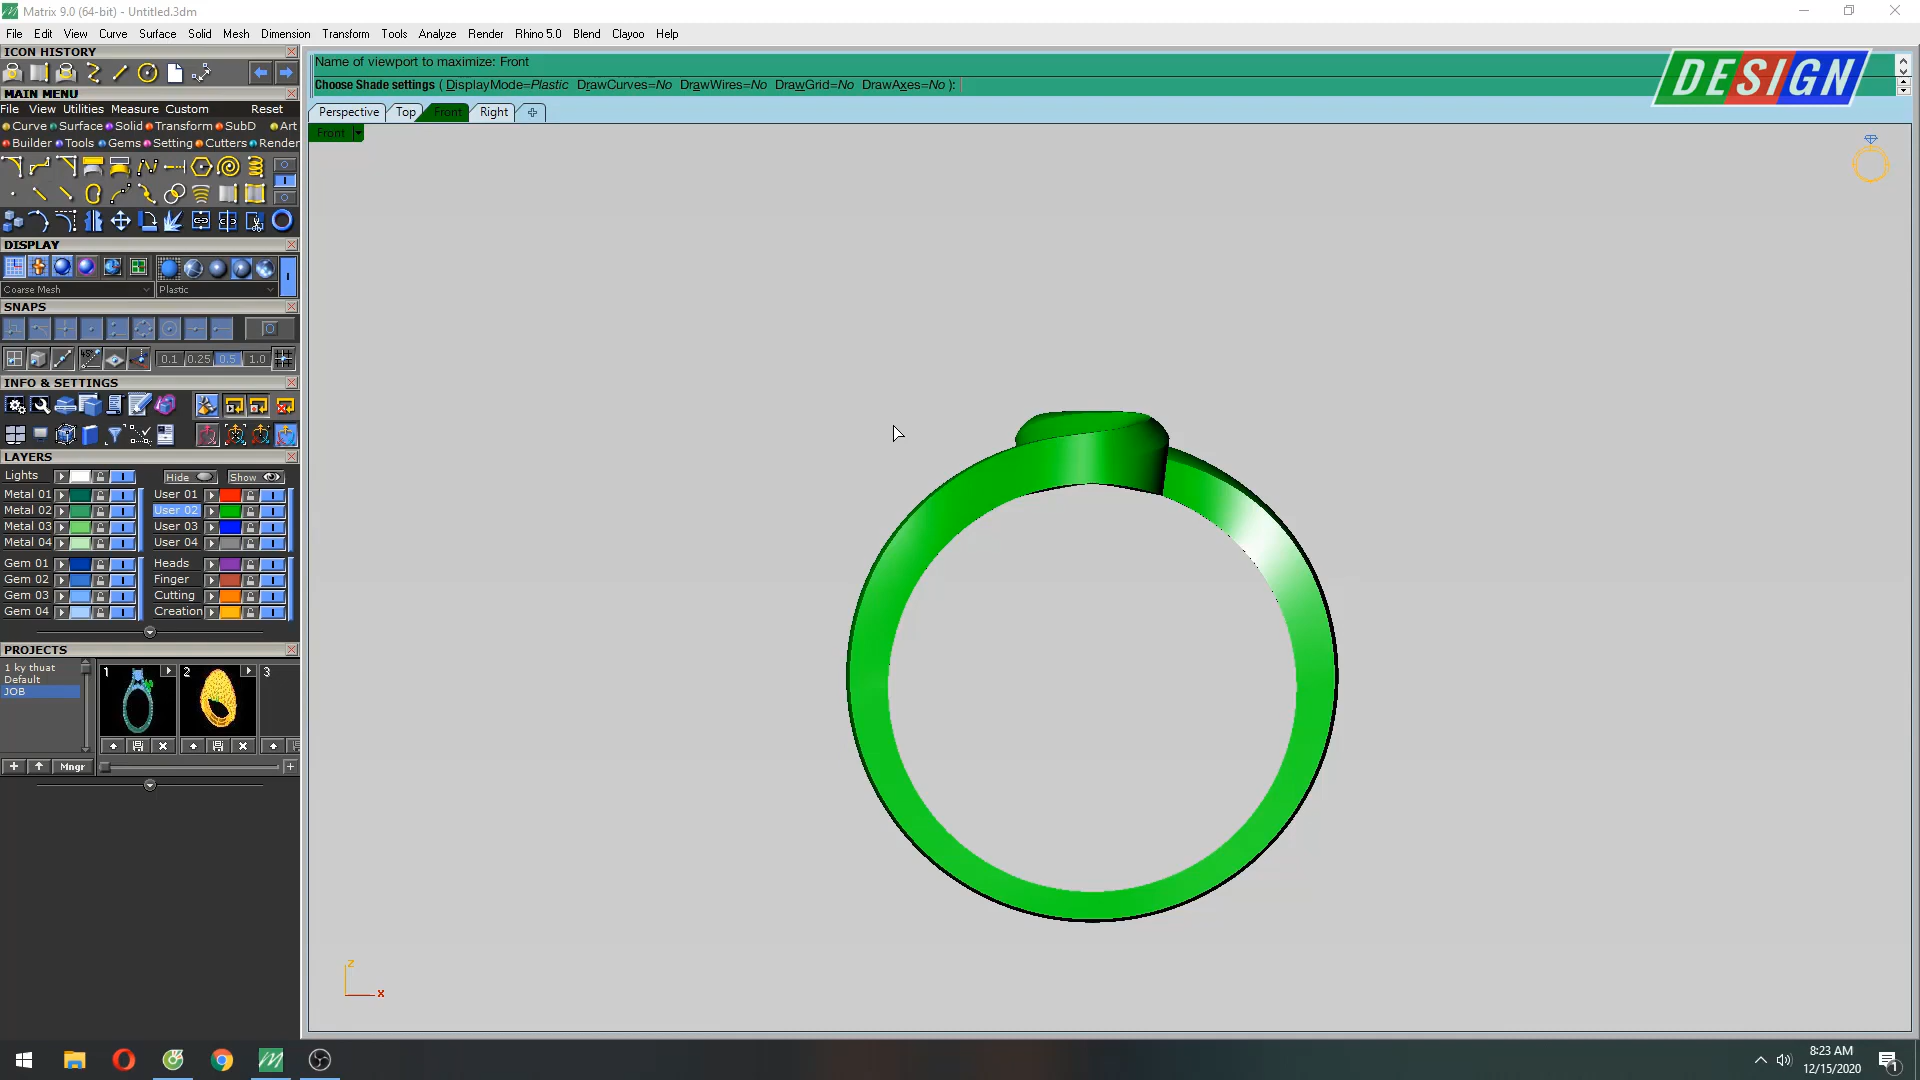 Matrix 9.0 (64-bit) - Untitled.3dm
File Edit View Curve Surface Solid Mesh Dimension Transform Tools Analyze Render Rhino 5.0 Blend Clayoo Help
ICON HISTORY
MAIN MENU
File View Utilities Measure Custom Reset
Curve Surface Solid Transform SubD Art
Builder Tools Gems Setting Cutters Render
DISPLAY
Coarse Mesh Plastic
SNAPS
0.1 0.25 0.5 1.0
INFO & SETTINGS
LAYERS
Lights Hide Show
Metal 01 User 01
Metal 02 User 02
Metal 03 User 03
Metal 04 User 04
Gem 01 Heads
Gem 02 Finger
Gem 03 Cutting
Gem 04 Creation
PROJECTS
1 ky thuat
Default
JOB
1 2 3
Mngr
Name of viewport to maximize: Front
Choose Shade settings ( DisplayMode=Plastic DrawCurves=No DrawWires=No DrawGrid=No DrawAxes=No ):
Perspective Top Front Right
Front
DESIGN
z
x
8:23 AM
12/15/2020
1